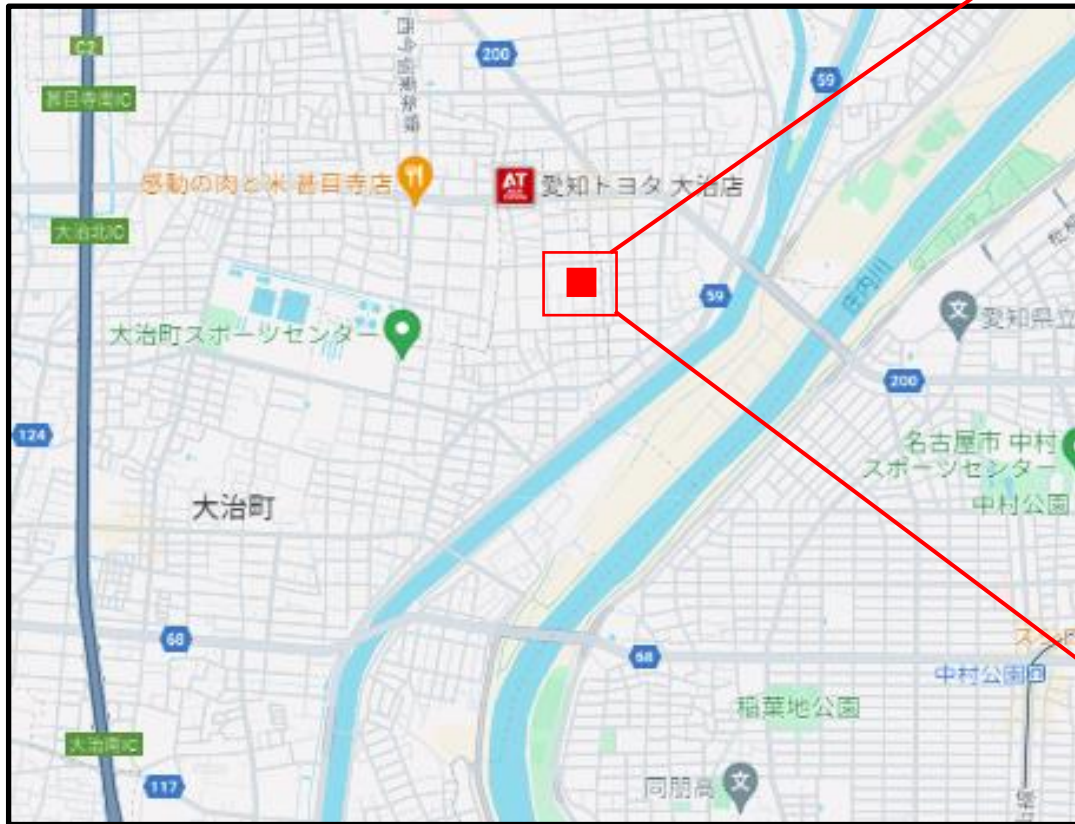 C2
200
59
甚目寺南IC
感動の肉と米 甚目寺店
AT
愛知トヨタ 大治店
大治北IC
庄内川
59
愛知県立
大治町スポーツセンター
200
124
名古屋市 中村
スポーツセンター
中村公園
大治町
68
68
中村公園
稲葉地公園
大治南IC
117
同朋高
文
文